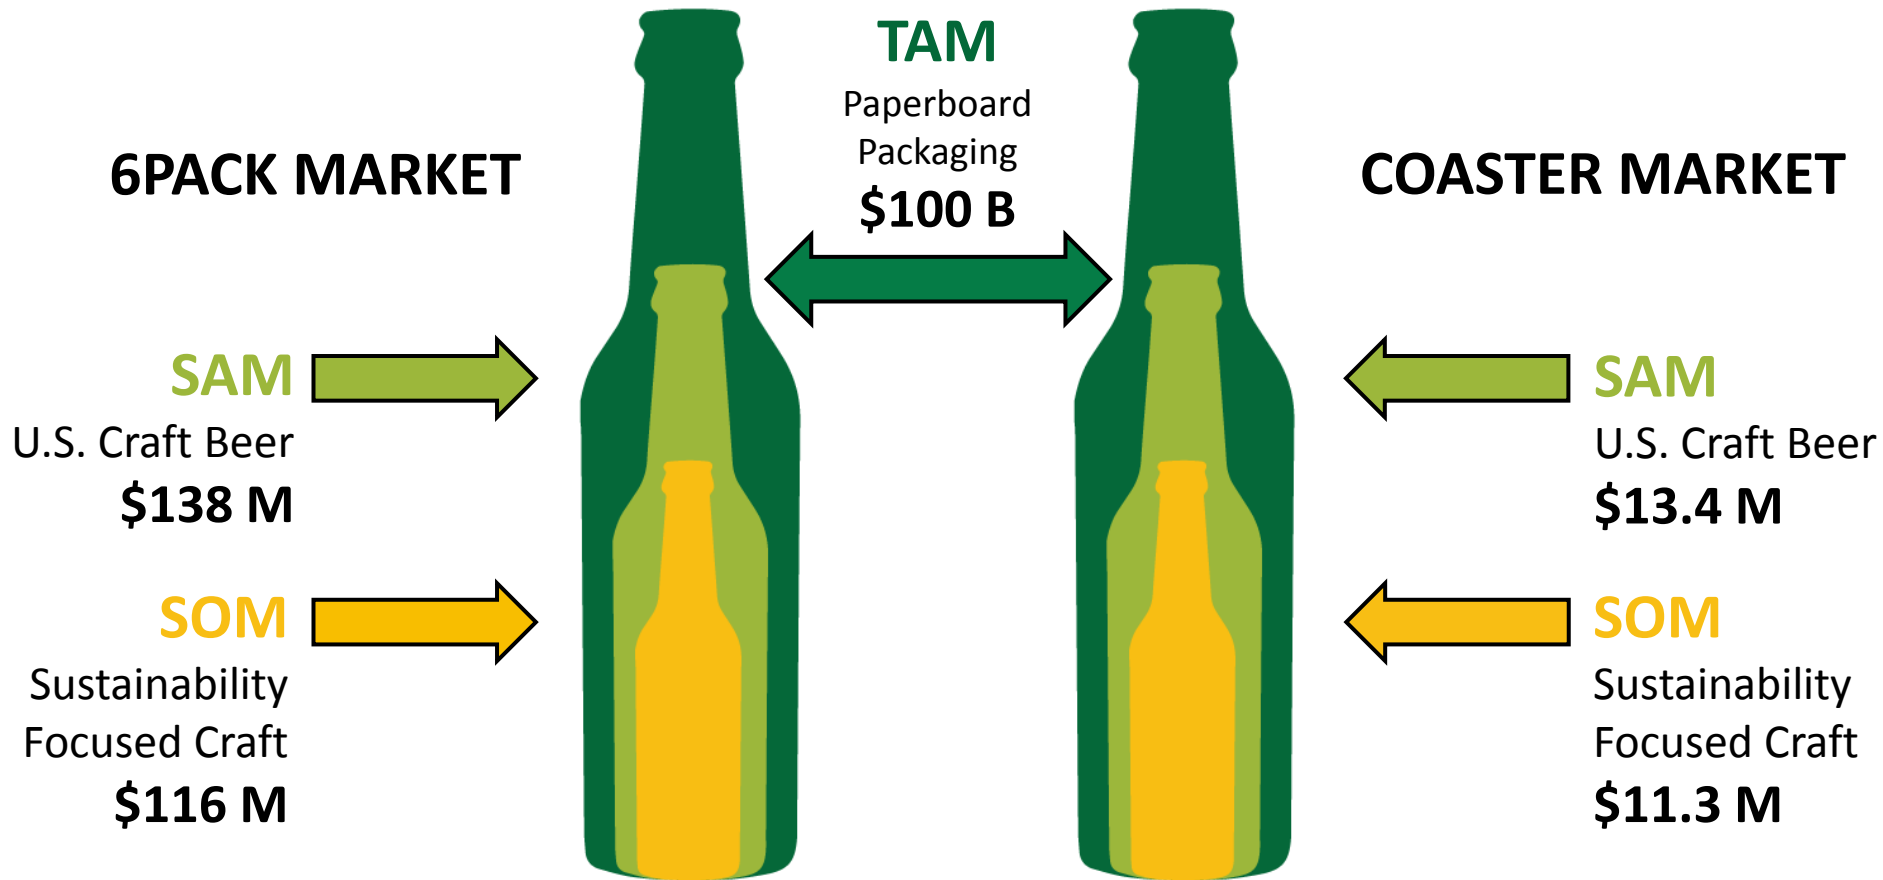 6PACK MARKET
SAM
U.S. Craft Beer
$138 M
SOM
Sustainability
Focused Craft
$116 M
TAM
Paperboard
Packaging
$100 B
COASTER MARKET
SAM
U.S. Craft Beer
$13.4 M
SOM
Sustainability
Focused Craft
$11.3 M